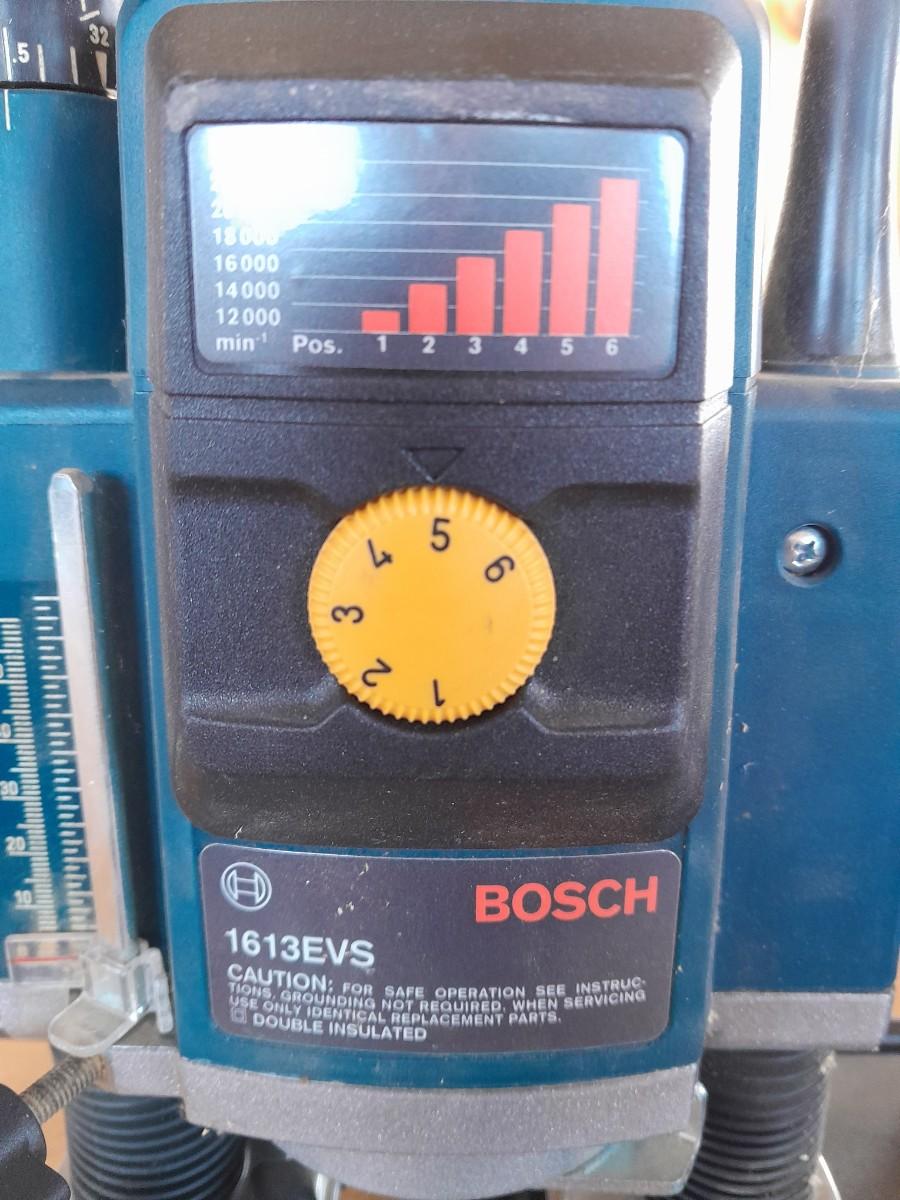 32
.5
18000
16000
14000
12000
min⁻¹ Pos. 1 2 3 4 5 6
5
4 6
3
2
1
30
20
10
BOSCH
1613EVS
CAUTION: FOR SAFE OPERATION SEE INSTRUC-
TIONS. GROUNDING NOT REQUIRED. WHEN SERVICING
USE ONLY IDENTICAL REPLACEMENT PARTS.
DOUBLE INSULATED